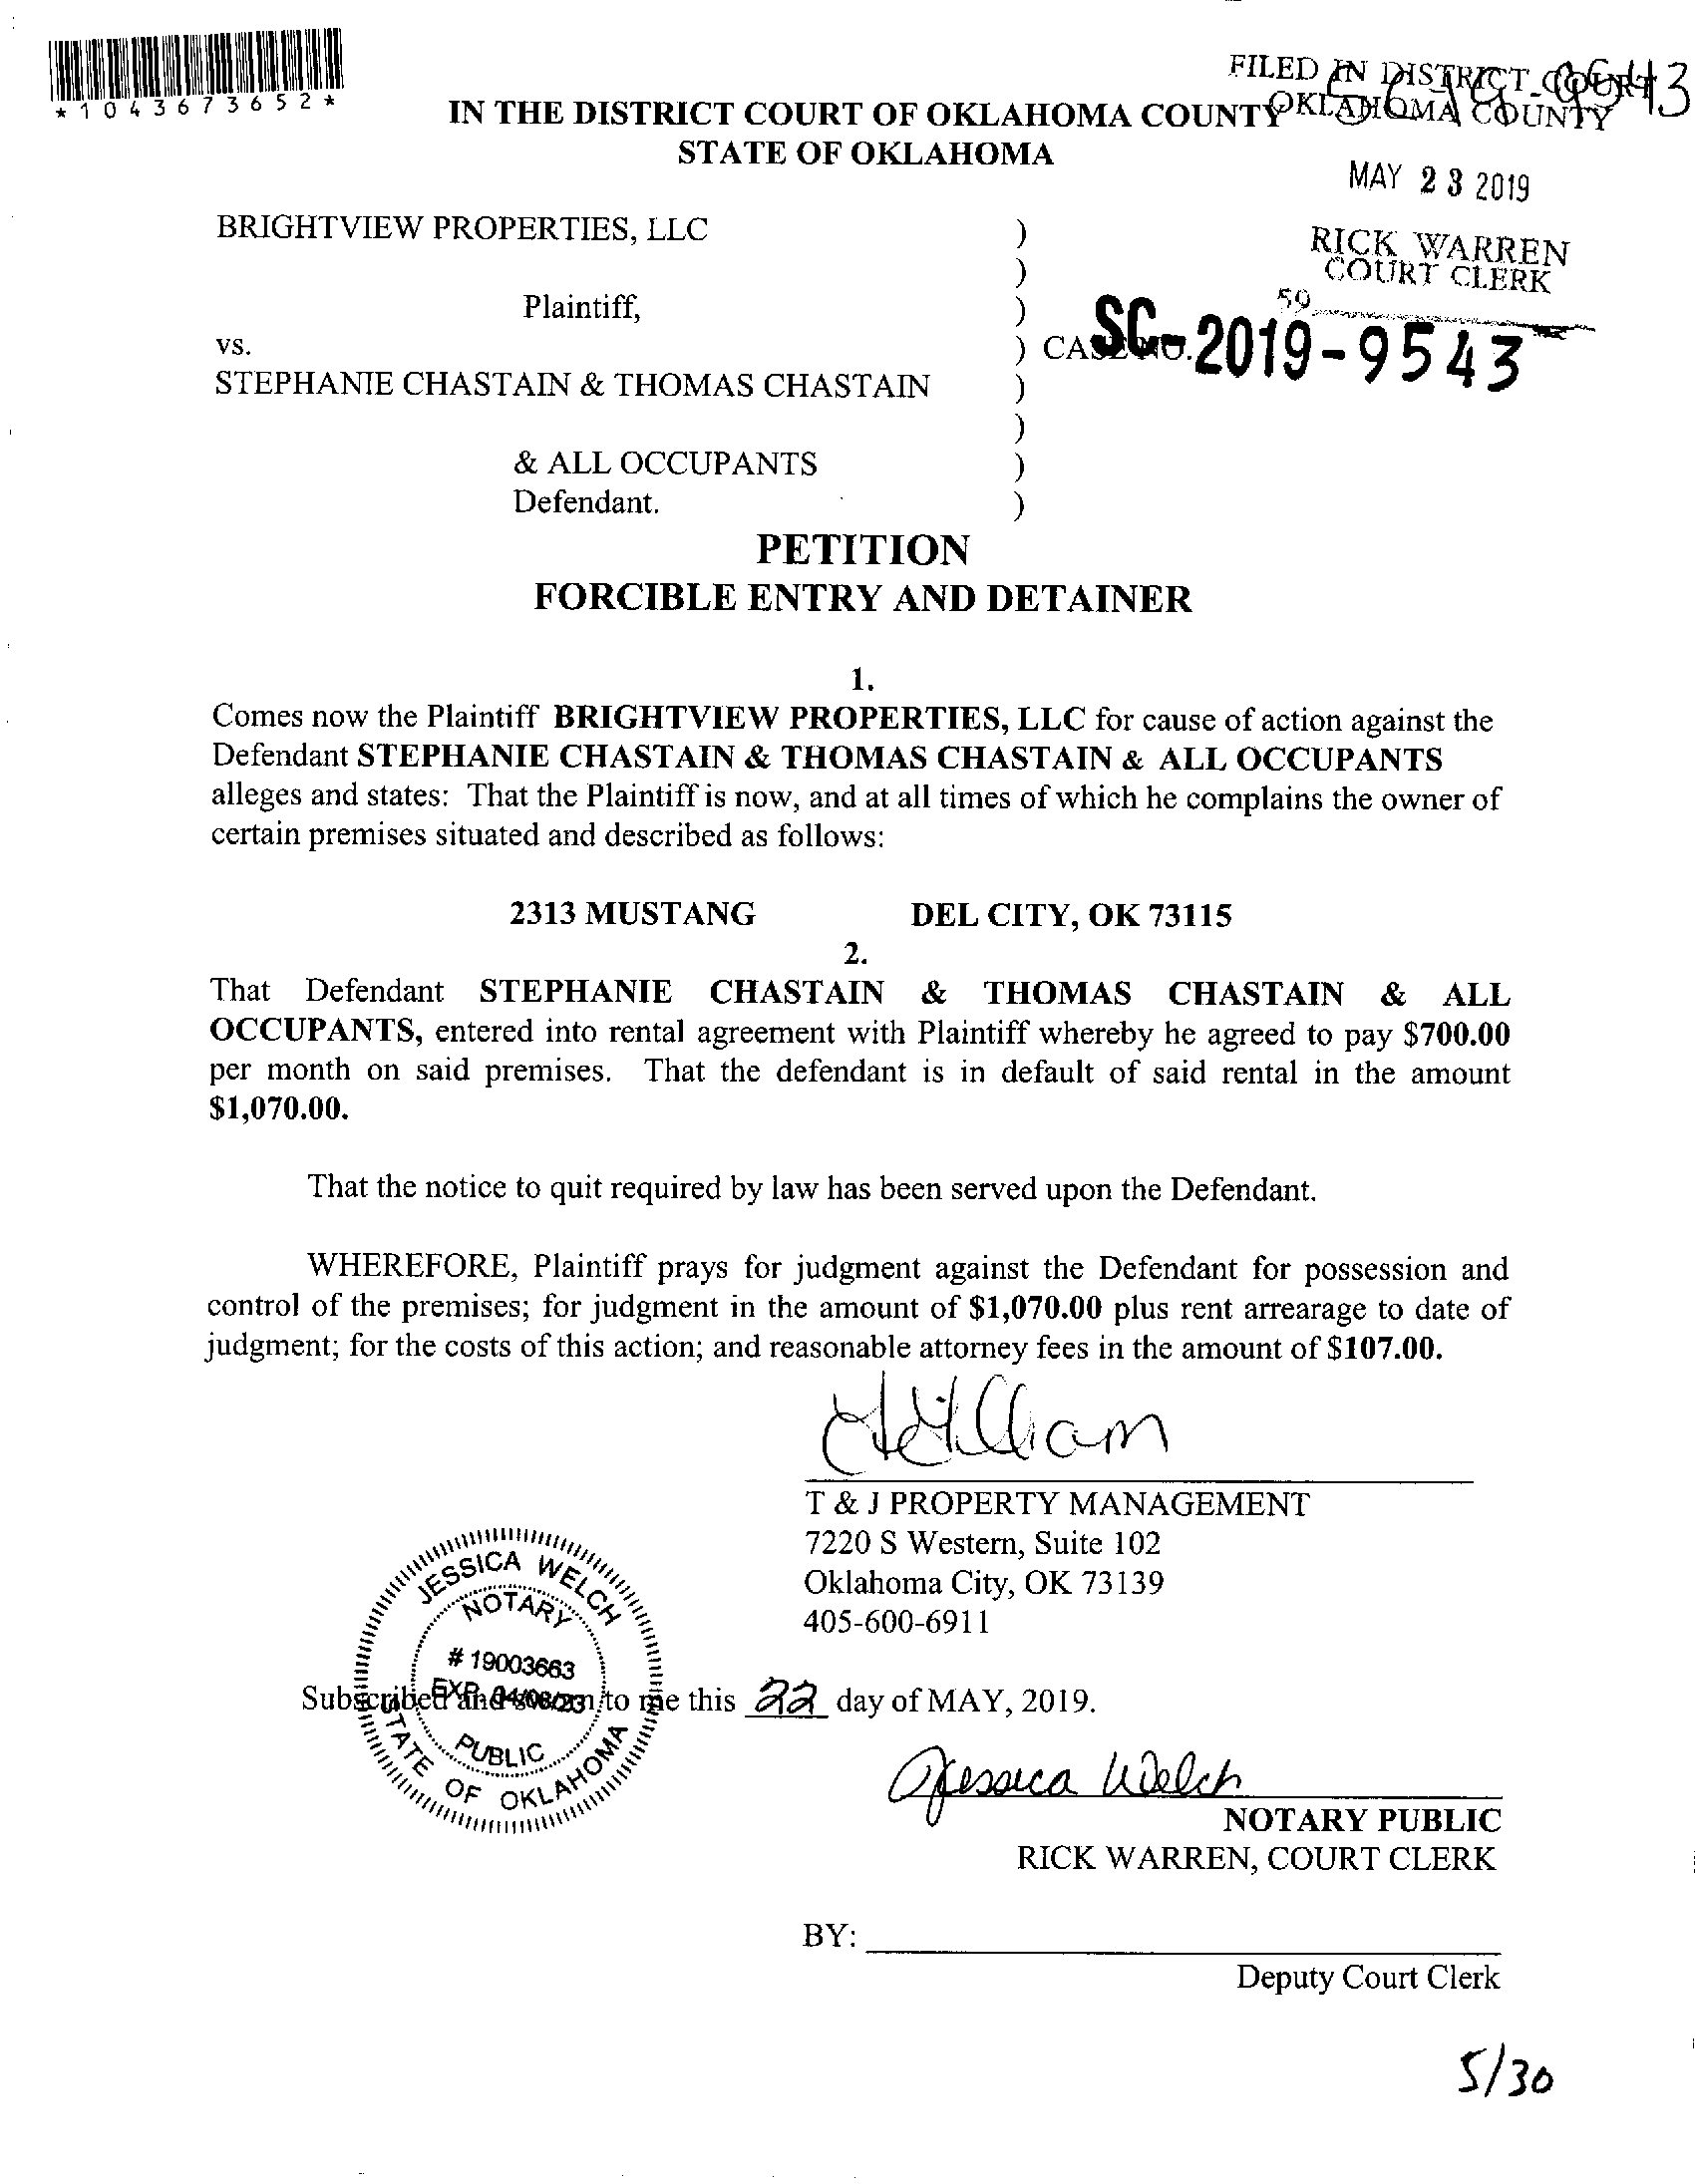 *1043673652*
FILED IN DISTRICT COURT
OKLAHOMA COUNTY
IN THE DISTRICT COURT OF OKLAHOMA COUNTY
STATE OF OKLAHOMA
MAY 23 2019
RICK WARREN
COURT CLERK
59
BRIGHTVIEW PROPERTIES, LLC )
)
Plaintiff, )
vs. ) CASE NO. SC-2019-9543
STEPHANIE CHASTAIN & THOMAS CHASTAIN )
)
& ALL OCCUPANTS )
Defendant. )
PETITION
FORCIBLE ENTRY AND DETAINER
1.
Comes now the Plaintiff BRIGHTVIEW PROPERTIES, LLC for cause of action against the
Defendant STEPHANIE CHASTAIN & THOMAS CHASTAIN & ALL OCCUPANTS
alleges and states: That the Plaintiff is now, and at all times of which he complains the owner of
certain premises situated and described as follows:
2313 MUSTANG DEL CITY, OK 73115
2.
That Defendant STEPHANIE CHASTAIN & THOMAS CHASTAIN & ALL
OCCUPANTS, entered into rental agreement with Plaintiff whereby he agreed to pay $700.00
per month on said premises. That the defendant is in default of said rental in the amount
$1,070.00.
That the notice to quit required by law has been served upon the Defendant.
WHEREFORE, Plaintiff prays for judgment against the Defendant for possession and
control of the premises; for judgment in the amount of $1,070.00 plus rent arrearage to date of
judgment; for the costs of this action; and reasonable attorney fees in the amount of $107.00.
T & J PROPERTY MANAGEMENT
7220 S Western, Suite 102
Oklahoma City, OK 73139
405-600-6911
JESSICA WELCH
NOTARY
# 19003663
EXP. 04/08/23
PUBLIC
STATE OF OKLAHOMA
Subscribed and sworn to me this 22 day of MAY, 2019.
Jessica Welch
NOTARY PUBLIC
RICK WARREN, COURT CLERK
BY:
Deputy Court Clerk
5/30